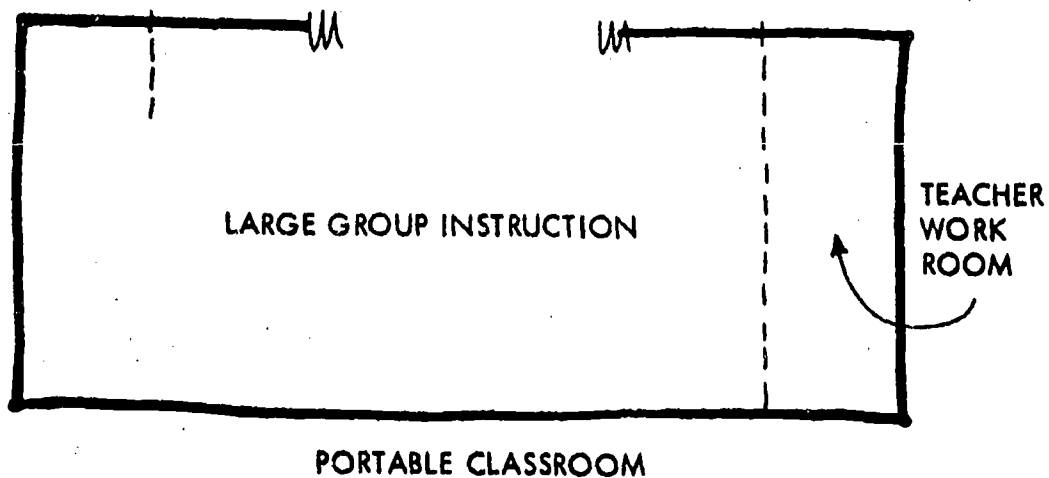 LARGE GROUP INSTRUCTION
TEACHER
WORK
ROOM
PORTABLE CLASSROOM